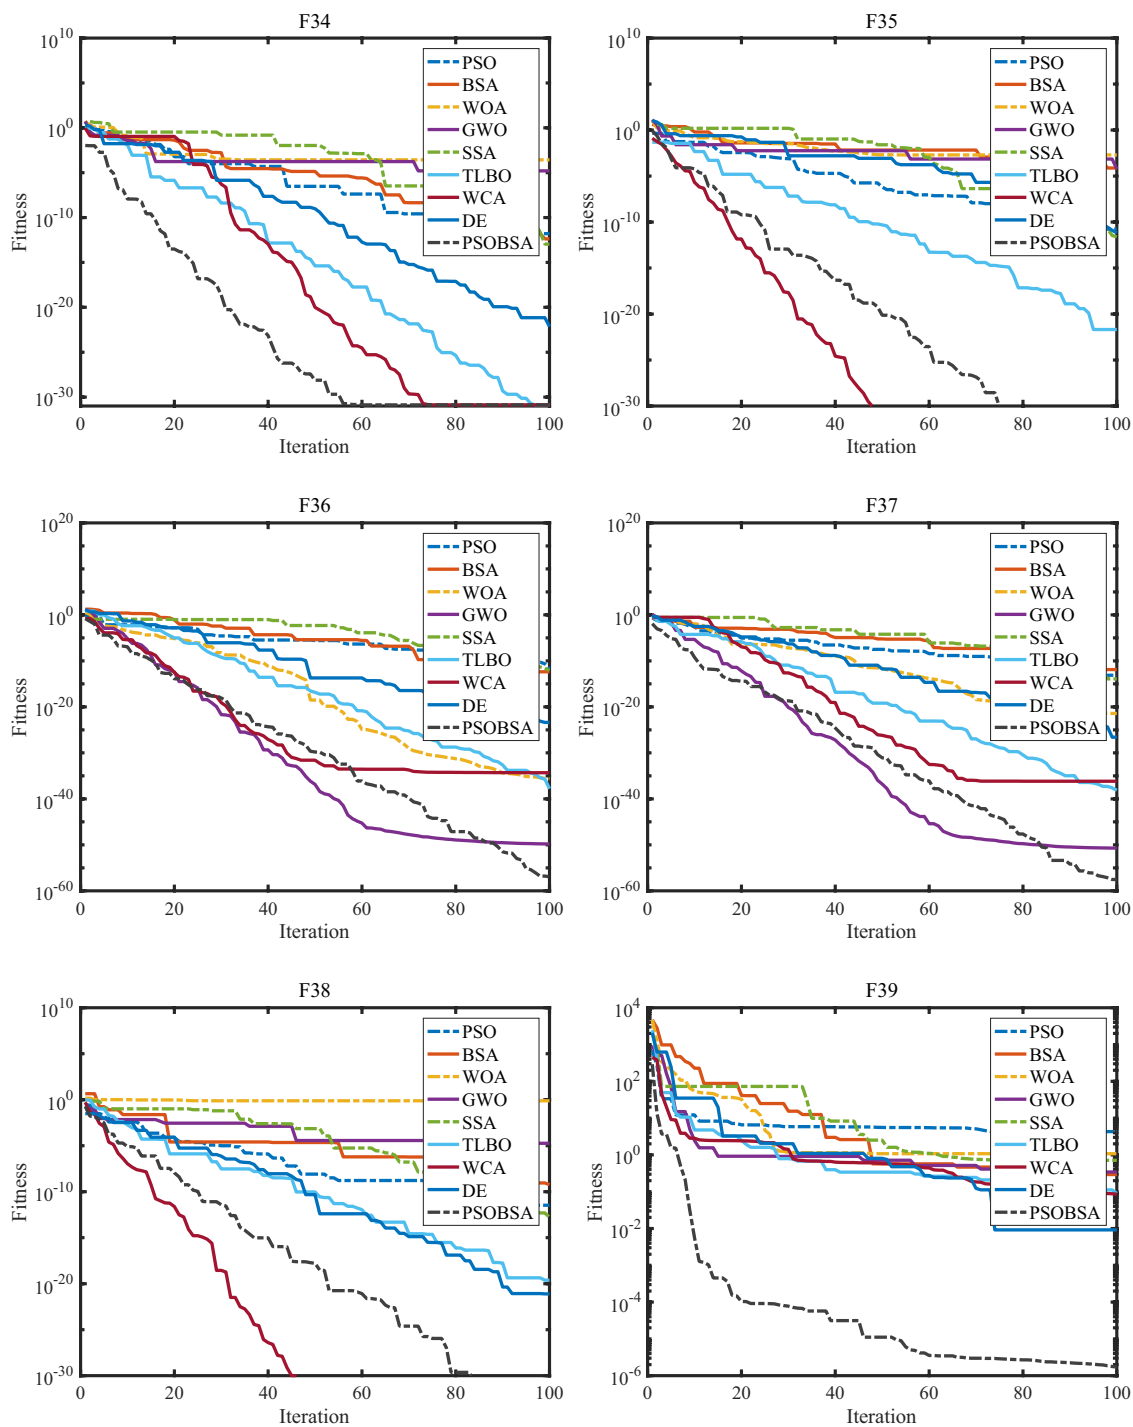 F34
10^10
10^0
10^-10
10^-20
10^-30
Fitness
0 20 40 60 80 100
Iteration
PSO
BSA
WOA
GWO
SSA
TLBO
WCA
DE
PSOBSA
F35
10^10
10^0
10^-10
10^-20
10^-30
Fitness
0 20 40 60 80 100
Iteration
PSO
BSA
WOA
GWO
SSA
TLBO
WCA
DE
PSOBSA
F36
10^20
10^0
10^-20
10^-40
10^-60
Fitness
0 20 40 60 80 100
Iteration
PSO
BSA
WOA
GWO
SSA
TLBO
WCA
DE
PSOBSA
F37
10^20
10^0
10^-20
10^-40
10^-60
Fitness
0 20 40 60 80 100
Iteration
PSO
BSA
WOA
GWO
SSA
TLBO
WCA
DE
PSOBSA
F38
10^10
10^0
10^-10
10^-20
10^-30
Fitness
0 20 40 60 80 100
Iteration
PSO
BSA
WOA
GWO
SSA
TLBO
WCA
DE
PSOBSA
F39
10^4
10^2
10^0
10^-2
10^-4
10^-6
Fitness
0 20 40 60 80 100
Iteration
PSO
BSA
WOA
GWO
SSA
TLBO
WCA
DE
PSOBSA